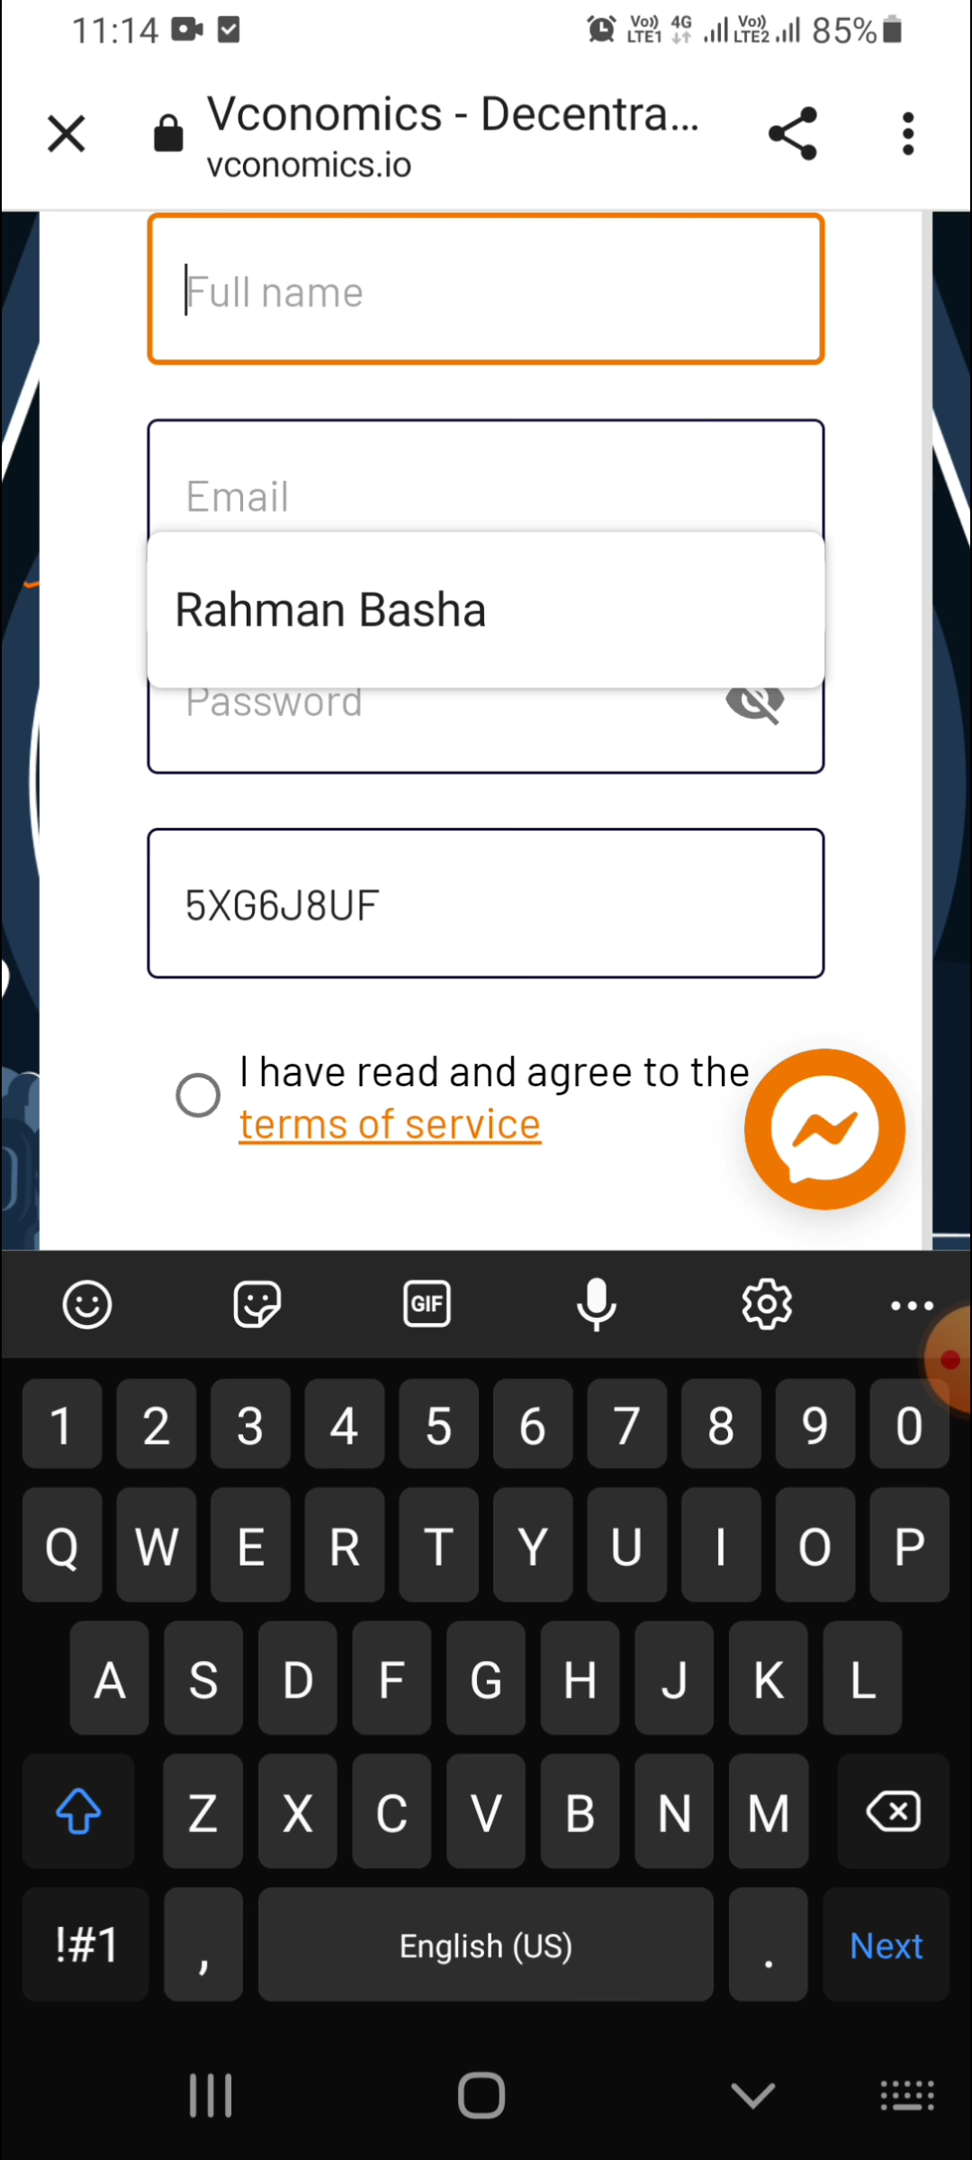 11:14
Vo)) LTE1 4G Vo)) LTE2 85%
Vconomics - Decentra...
vconomics.io
Full name
Email
Rahman Basha
Password
5XG6J8UF
I have read and agree to the
terms of service
GIF
1 2 3 4 5 6 7 8 9 0
Q W E R T Y U I O P
A S D F G H J K L
Z X C V B N M
!#1 , English (US) . Next